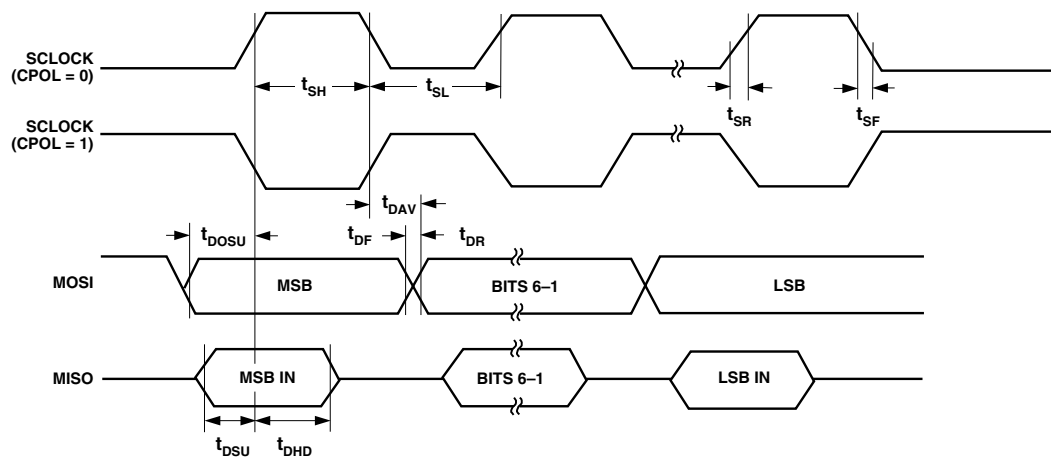 SCLOCK
(CPOL = 0)
tSH
tSL
tSR
tSF
SCLOCK
(CPOL = 1)
tDAV
tDOSU
tDF
tDR
MOSI
MSB
BITS 6–1
LSB
MISO
MSB IN
BITS 6–1
LSB IN
tDSU
tDHD